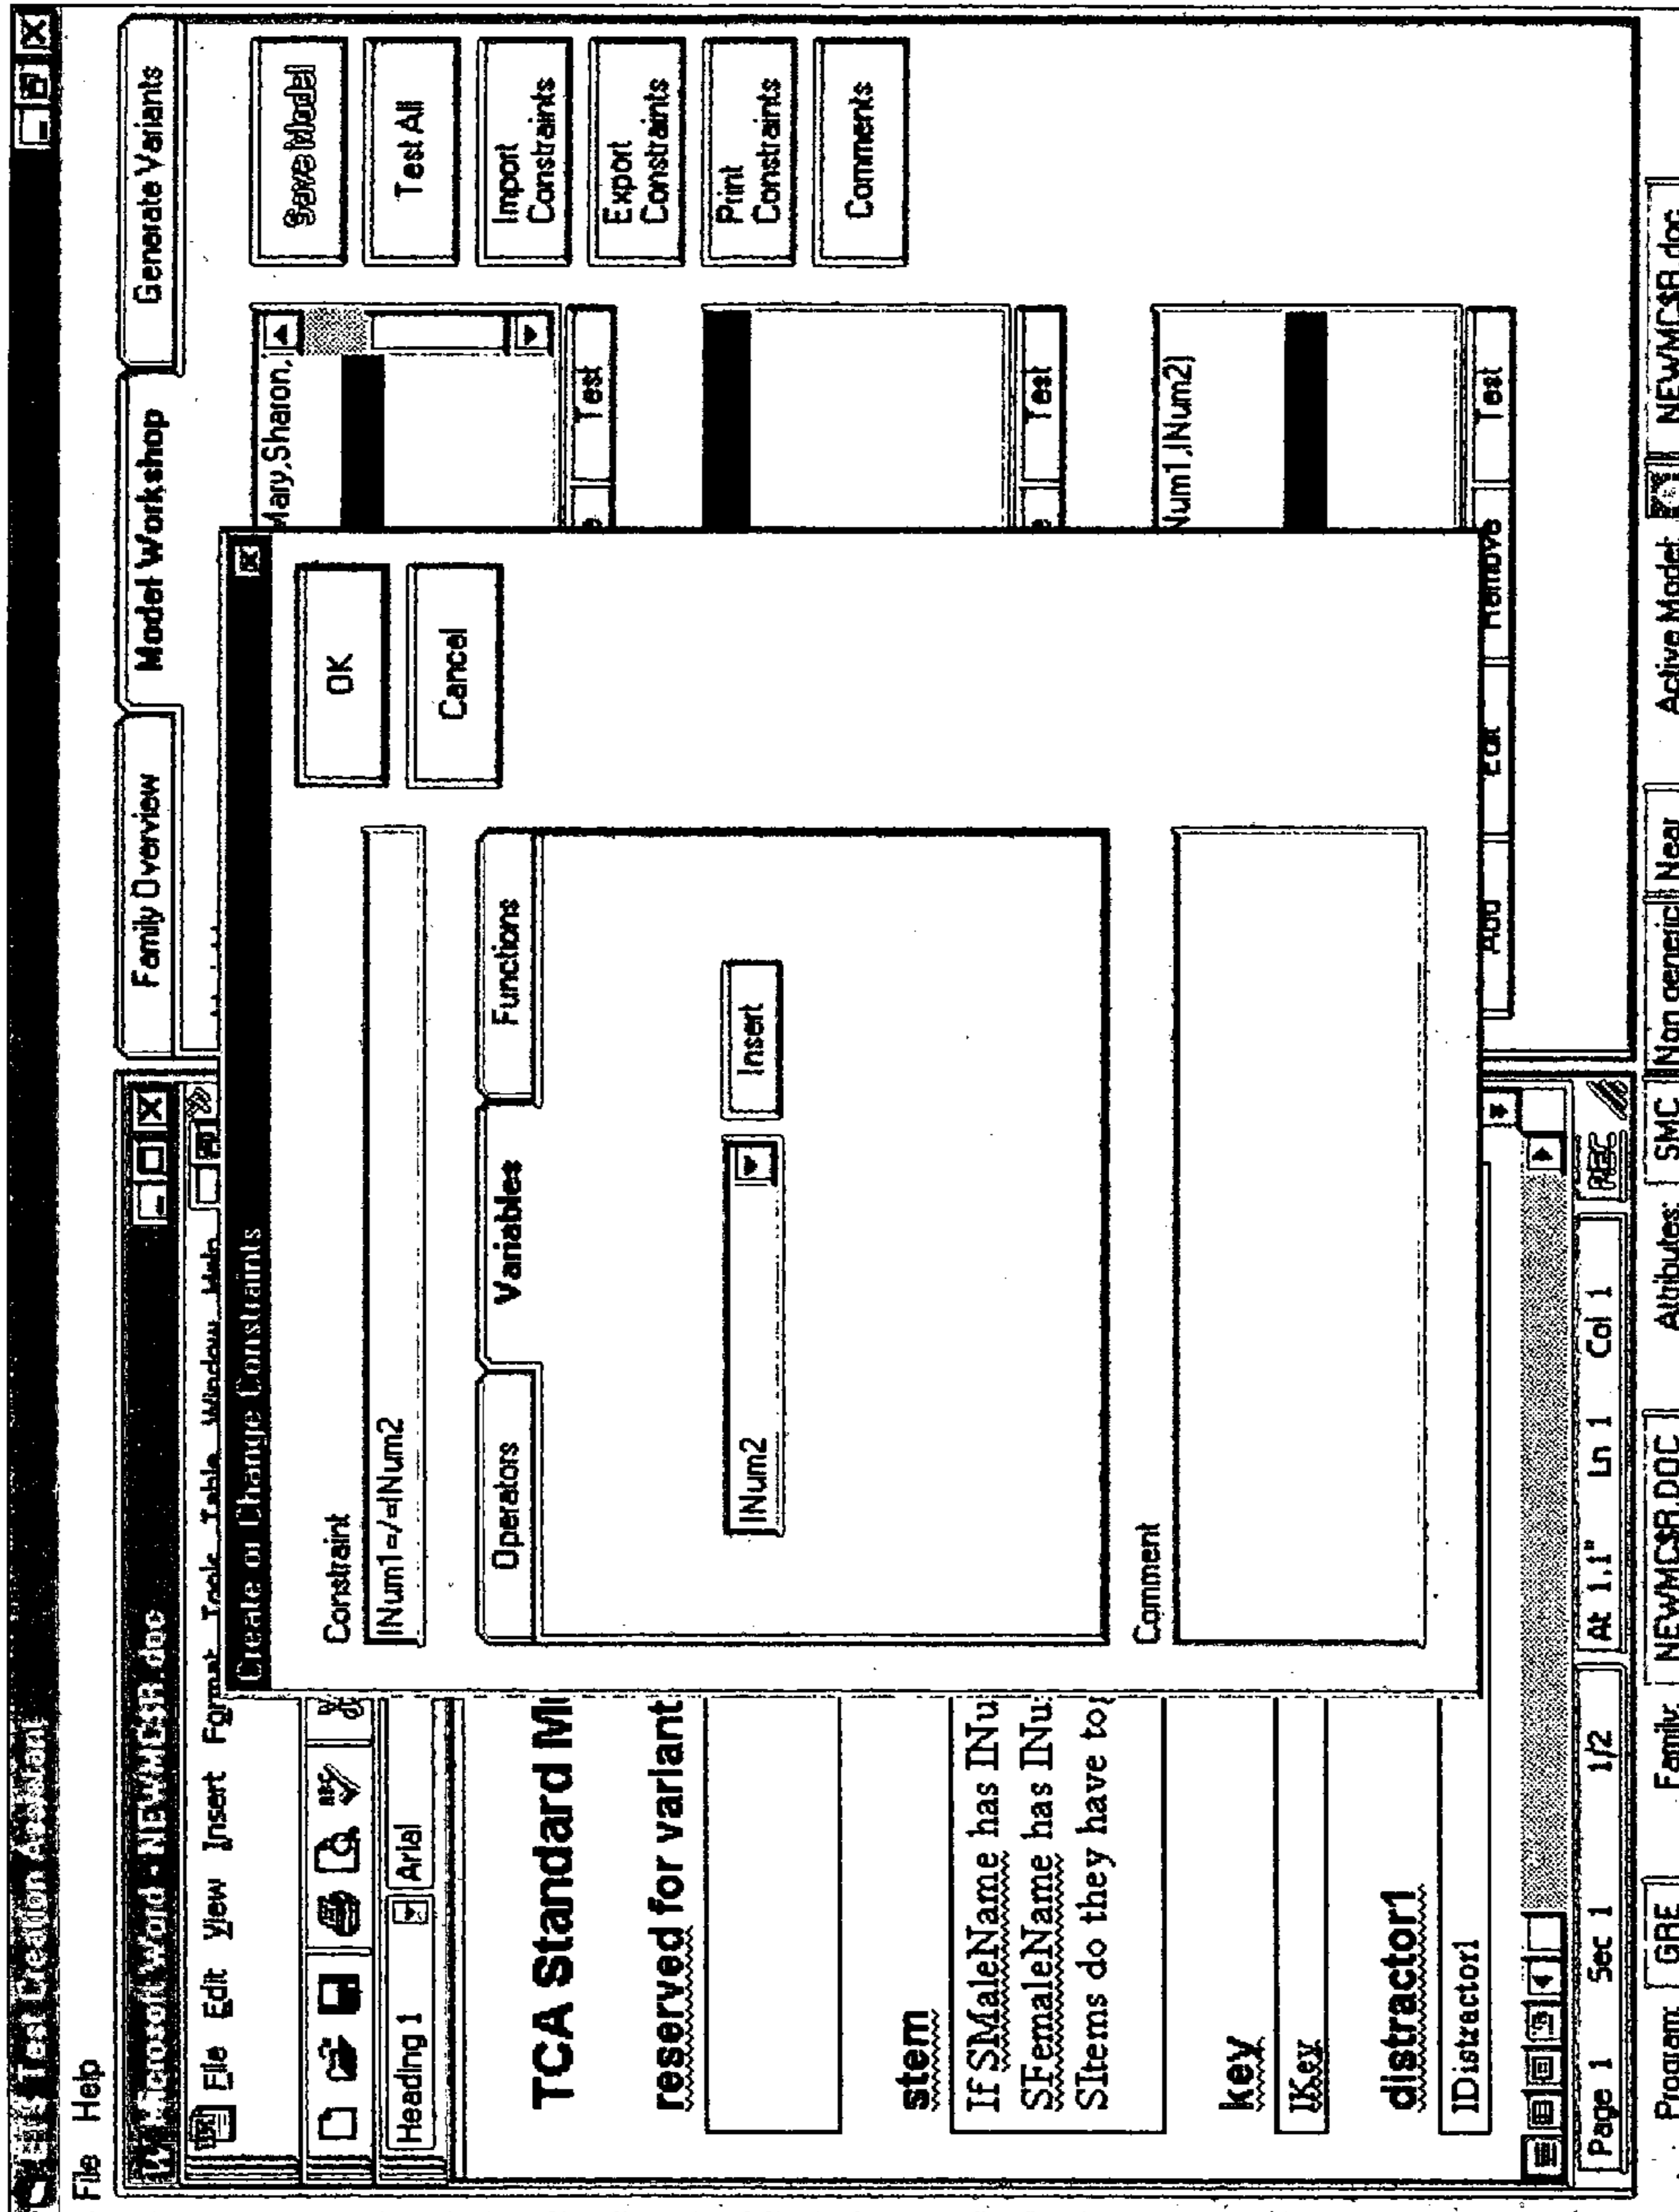 Test Creation Assistant
File Help
Microsoft Word - NEWMC$R.doc
File Edit View Insert Format Tools Table Window Help
Heading 1
Arial
TCA Standard
reserved for variant
stem
If SMaleName has INu
SFemaleName has INu
SItems do they have to
key
IKey
distractor1
IDistractor1
Page 1 Sec 1 1/2 At 1.1" Ln 1 Col 1 REC
Family Overview
Model Workshop
Generate Variants
Save Model
Test All
Import Constraints
Export Constraints
Print Constraints
Comments
Mary,Sharon,
Test
Test
Num1,INum2)
Add Edit Remove Test
Create or Change Constraints
Constraint
INum1=/=INum2
OK
Cancel
Operators
Variables
Functions
INum2
Insert
Comment
Program: GRE Family: NEWMC$R.DOC Attributes: SMC Non generic Near Active Model: NEWMC$R.doc